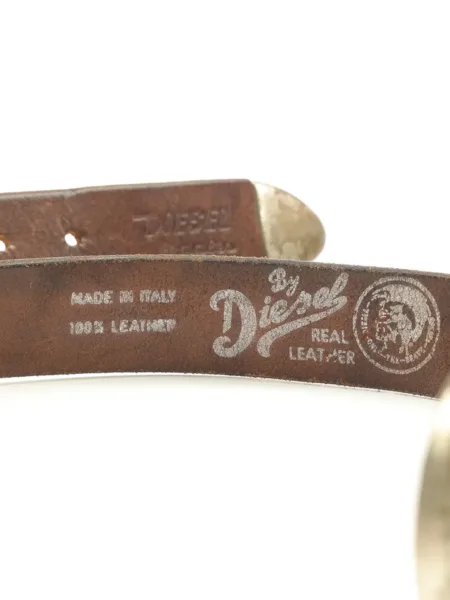 DIESEL
MADE IN ITALY
100% LEATHER
By
Diesel
REAL
LEATHER